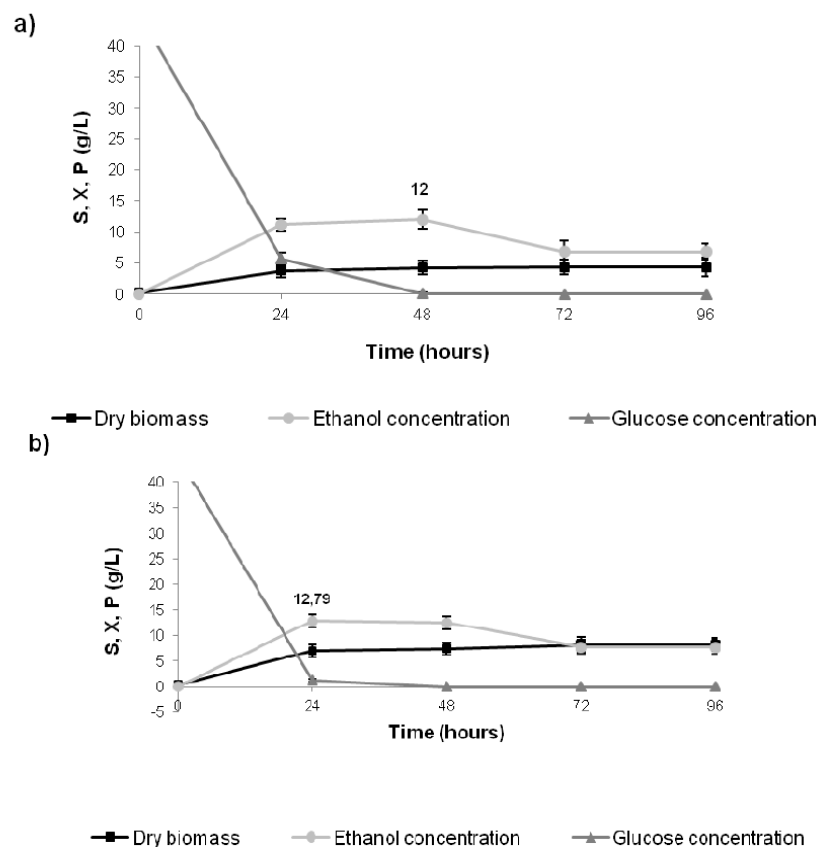 a)
40
35
30
25
20
15
10
5
0
S, X, P (g/L)
12
0 24 48 72 96
Time (hours)
Dry biomass Ethanol concentration Glucose concentration
b)
40
35
30
25
20
15
10
5
0
-5
S, X, P (g/L)
12,79
0 24 48 72 96
Time (hours)
Dry biomass Ethanol concentration Glucose concentration